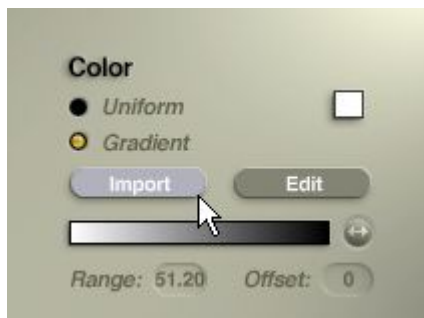 Color
Uniform
Gradient
Import Edit
Range: 51.20 Offset: 0